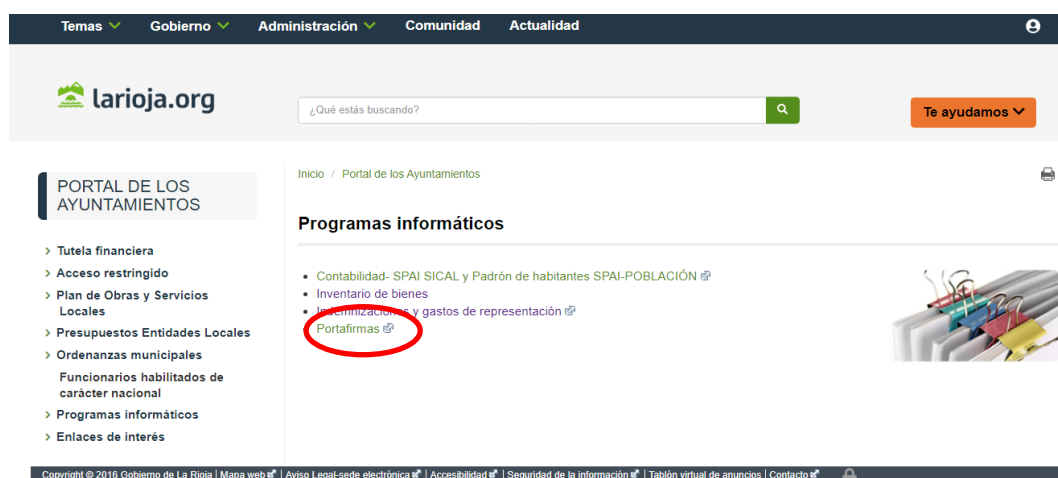 Temas Gobierno Administración Comunidad Actualidad
larioja.org
¿Qué estás buscando?
Te ayudamos
PORTAL DE LOS
AYUNTAMIENTOS
> Tutela financiera
> Acceso restringido
> Plan de Obras y Servicios
Locales
> Presupuestos Entidades Locales
> Ordenanzas municipales
Funcionarios habilitados de
carácter nacional
> Programas informáticos
> Enlaces de interés
Inicio / Portal de los Ayuntamientos
Programas informáticos
• Contabilidad- SPAI SICAL y Padrón de habitantes SPAI-POBLACIÓN
• Inventario de bienes
• Indemnizaciones y gastos de representación
Portafirmas
Copyright © 2016 Gobierno de La Rioja | Mapa web | Aviso Legal-sede electrónica | Accesibilidad | Seguridad de la información | Tablón virtual de anuncios | Contacto